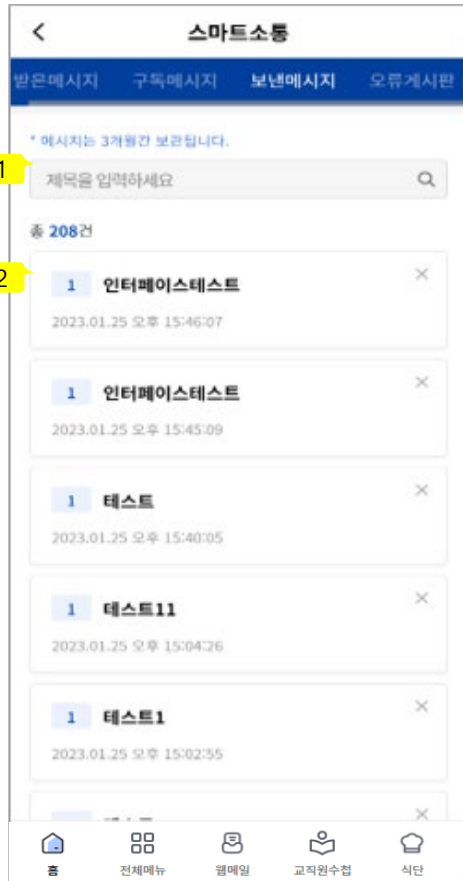 스마트소통
받은메시지 구독메시지 보낸메시지 오류게시판
* 메시지는 3개월간 보관됩니다.
1
제목을 입력하세요
총 208건
2
1 인터페이스테스트
2023.01.25 오후 15:46:07
1 인터페이스테스트
2023.01.25 오후 15:45:09
1 테스트
2023.01.25 오후 15:40:05
1 테스트11
2023.01.25 오후 15:04:26
1 테스트1
2023.01.25 오후 15:02:55
홈 전체메뉴 웹메일 교직원수첩 식단